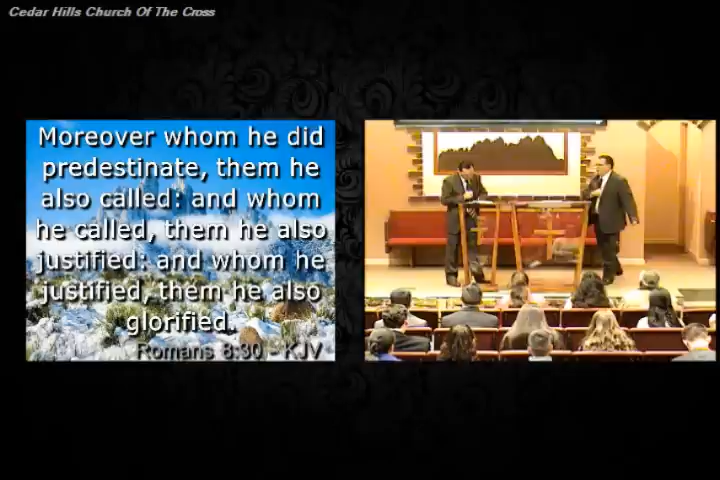 Cedar Hills Church Of The Cross
Moreover whom he did
predestinate, them he
also called: and whom
he called, them he also
justified: and whom he
justified, them he also
glorified.
Romans 8:30 - KJV